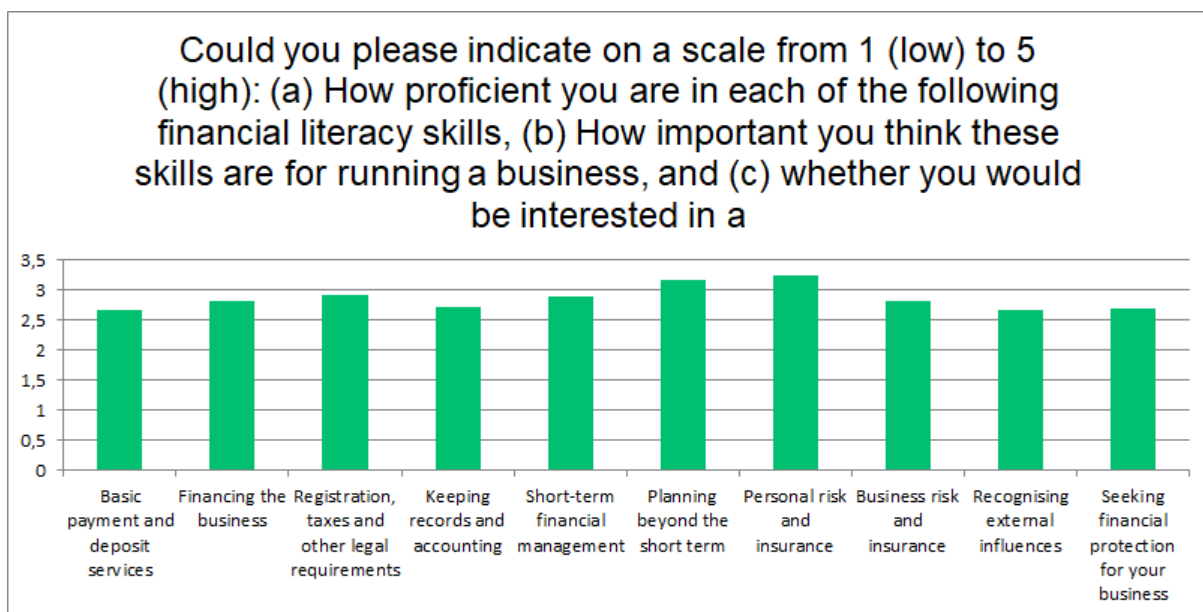 Could you please indicate on a scale from 1 (low) to 5
(high): (a) How proficient you are in each of the following
financial literacy skills, (b) How important you think these
skills are for running a business, and (c) whether you would
be interested in a
3,5
3
2,5
2
1,5
1
0,5
0
Basic
payment and
deposit
services
Financing the
business
Registration,
taxes and
other legal
requirements
Keeping
records and
accounting
Short-term
financial
management
Planning
beyond the
short term
Personal risk
and
insurance
Business risk
and
insurance
Recognising
external
influences
Seeking
financial
protection
for your
business